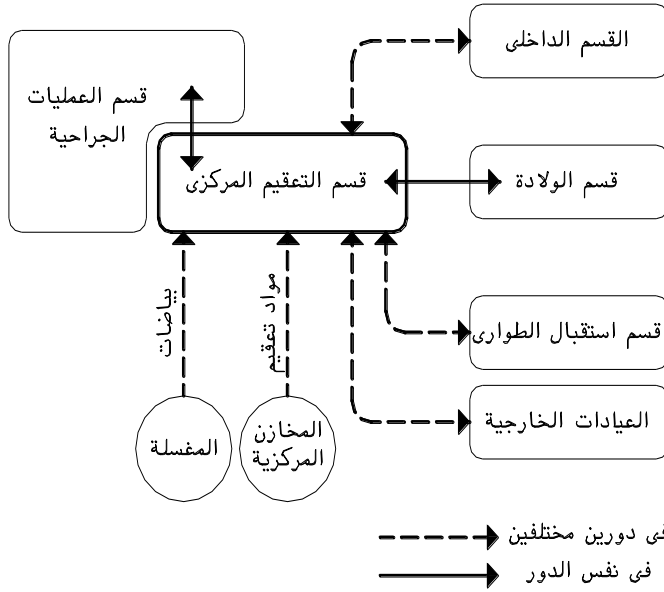 القسم الداخلى
قسم العمليات
الجراحية
قسم التعقيم المركزى
قسم الولادة
بياضات
مواد تعقيم
قسم استقبال الطوارى
العيادات الخارجية
المغسلة
المخازن
المركزية
فى دورين مختلفين
فى نفس الدور